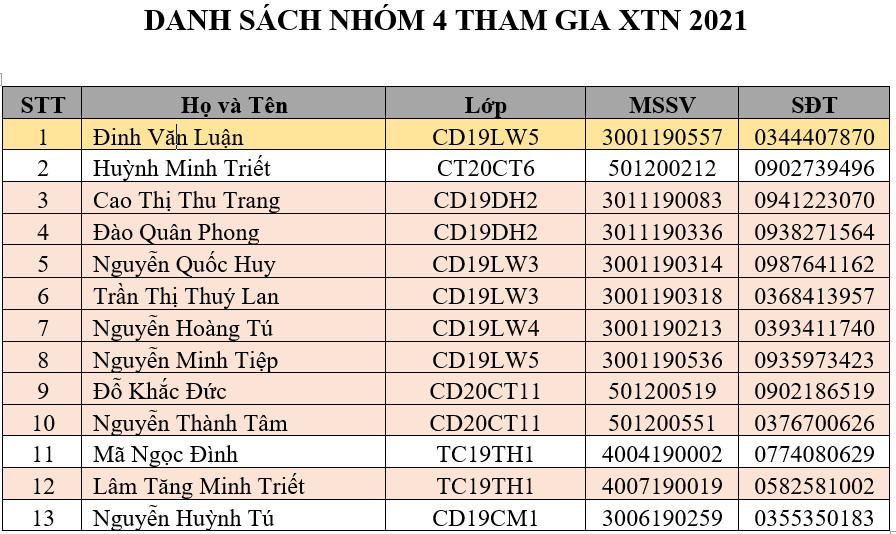 DANH SÁCH NHÓM 4 THAM GIA XTN 2021
STT Họ và Tên Lớp MSSV SĐT
1 Đinh Văn Luận CD19LW5 3001190557 0344407870
2 Huỳnh Minh Triết CT20CT6 501200212 0902739496
3 Cao Thị Thu Trang CD19DH2 3011190083 0941223070
4 Đào Quân Phong CD19DH2 3011190336 0938271564
5 Nguyễn Quốc Huy CD19LW3 3001190314 0987641162
6 Trần Thị Thuý Lan CD19LW3 3001190318 0368413957
7 Nguyễn Hoàng Tú CD19LW4 3001190213 0393411740
8 Nguyễn Minh Tiệp CD19LW5 3001190536 0935973423
9 Đỗ Khắc Đức CD20CT11 501200519 0902186519
10 Nguyễn Thành Tâm CD20CT11 501200551 0376700626
11 Mã Ngọc Đình TC19TH1 4004190002 0774080629
12 Lâm Tăng Minh Triết TC19TH1 4007190019 0582581002
13 Nguyễn Huỳnh Tú CD19CM1 3006190259 0355350183